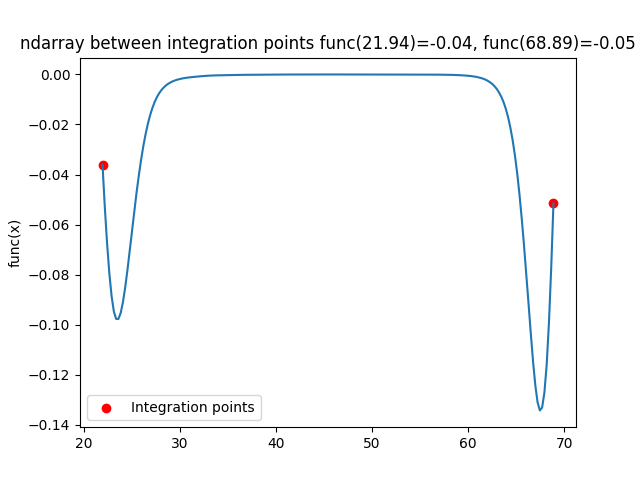 ndarray between integration points func(21.94)=-0.04, func(68.89)=-0.05
0.00
−0.02
−0.04
−0.06
−0.08
−0.10
−0.12
−0.14
func(x)
Integration points
20 30 40 50 60 70